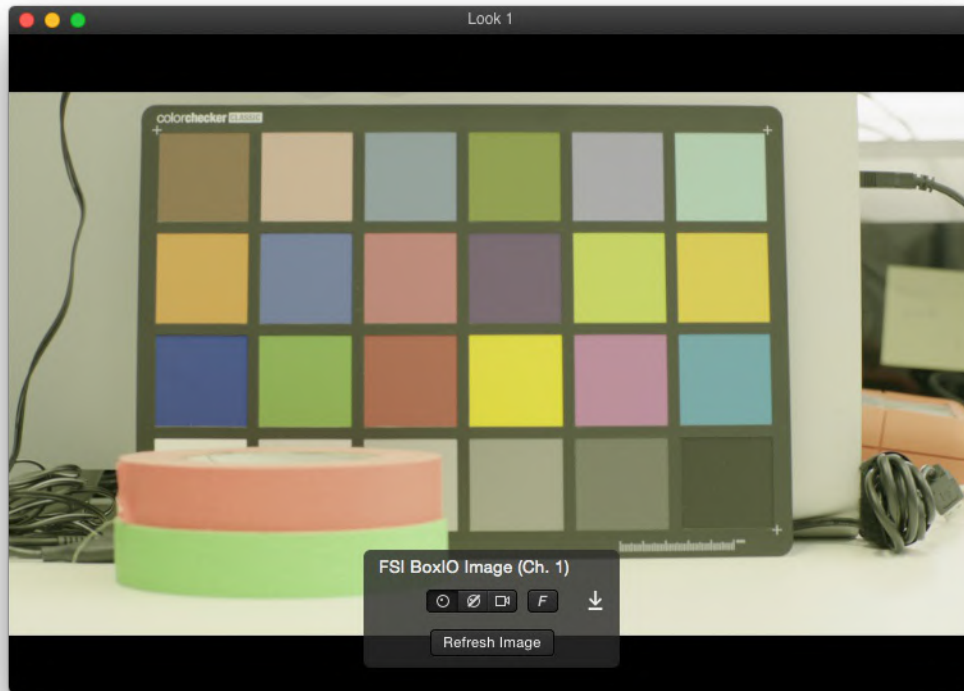 Look 1
colorchecker CLASSIC
FSI BoxIO Image (Ch. 1)
F
Refresh Image